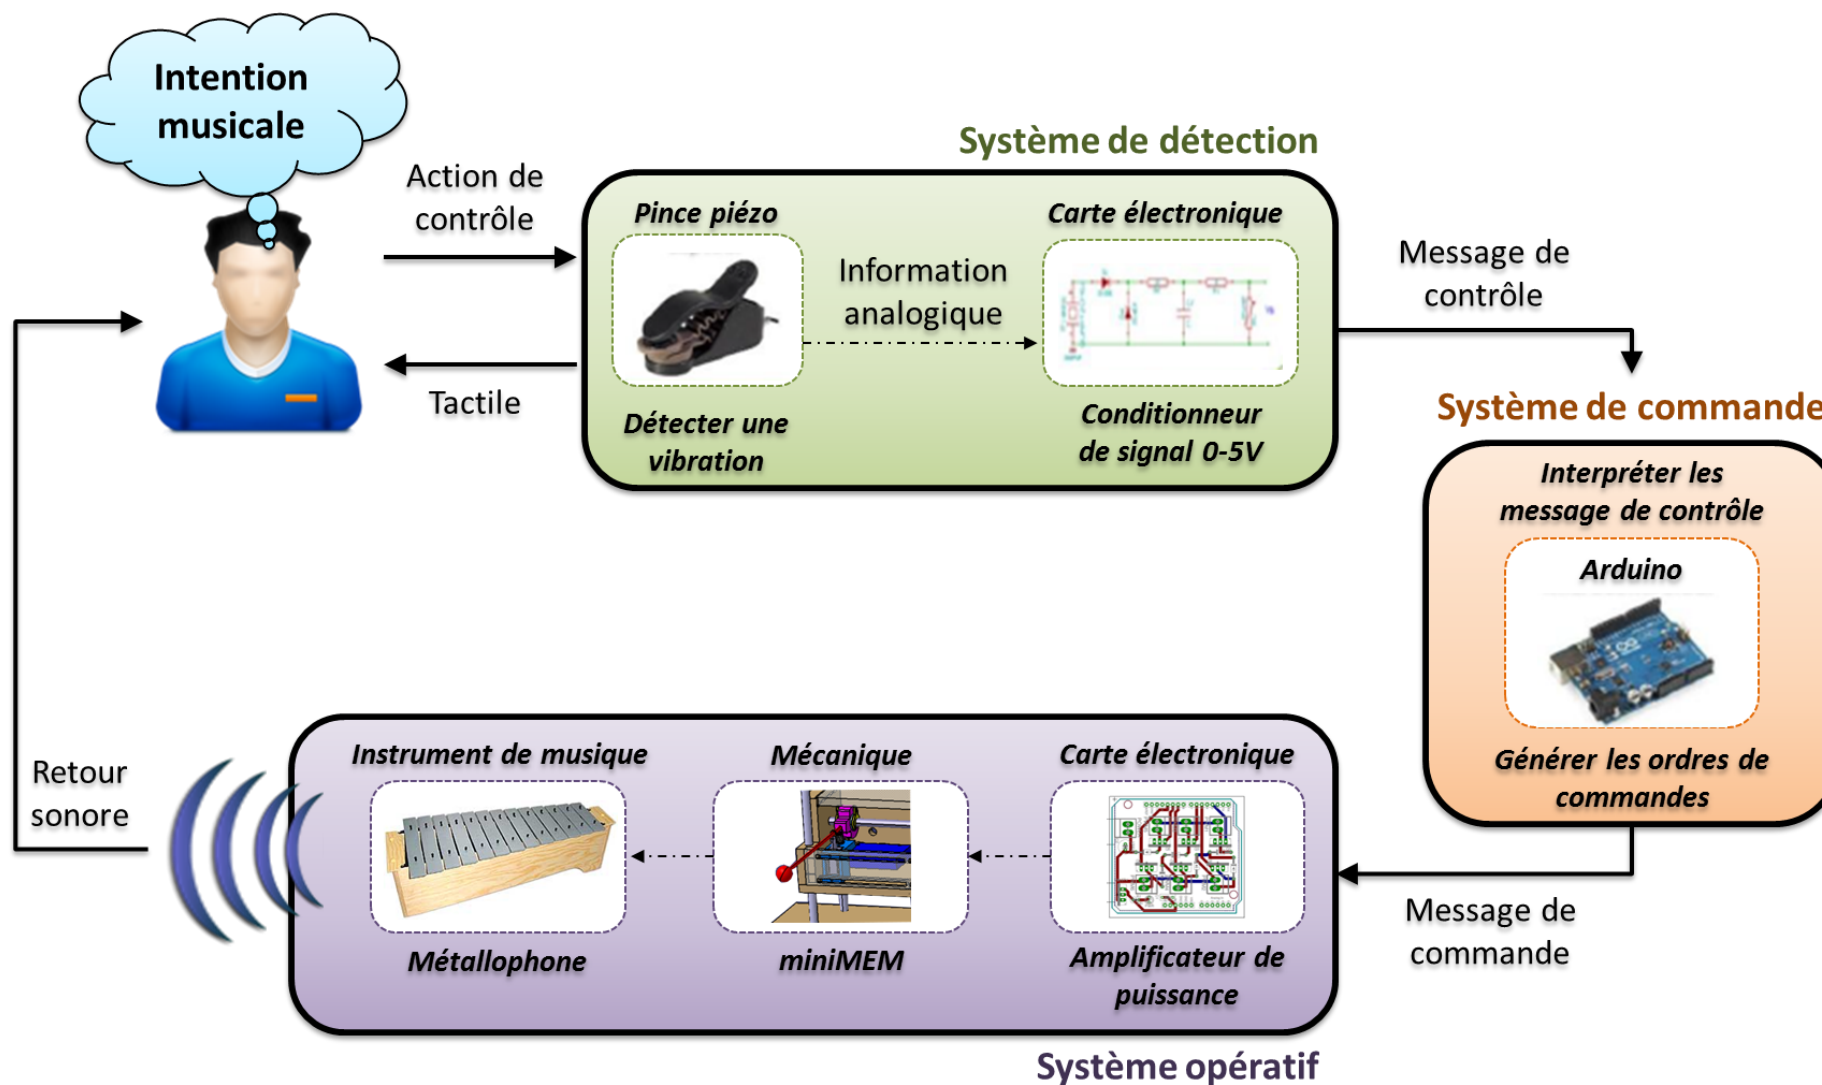 Intention
musicale
Action de
contrôle
Tactile
Système de détection
Pince piézo
Détecter une
vibration
Information
analogique
Carte électronique
Conditionneur
de signal 0-5V
Message de
contrôle
Système de commande
Interpréter les
message de contrôle
Arduino
Générer les ordres de
commandes
Message de
commande
Carte électronique
Amplificateur de
puissance
Mécanique
miniMEM
Instrument de musique
Métallophone
Système opératif
Retour
sonore